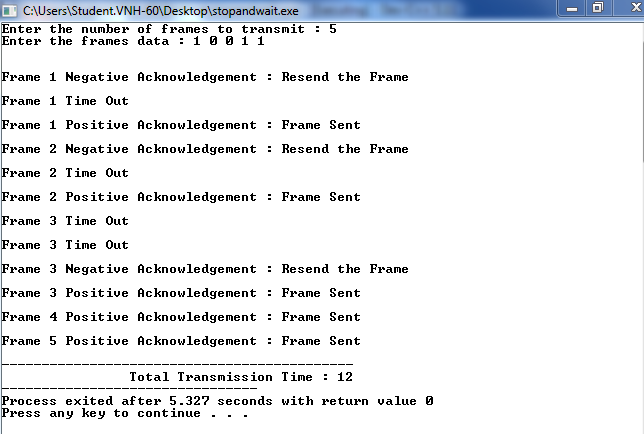 C:\Users\Student.VNH-60\Desktop\stopandwait.exe
Enter the number of frames to transmit : 5
Enter the frames data : 1 0 0 1 1
Frame 1 Negative Acknowledgement : Resend the Frame
Frame 1 Time Out
Frame 1 Positive Acknowledgement : Frame Sent
Frame 2 Negative Acknowledgement : Resend the Frame
Frame 2 Time Out
Frame 2 Positive Acknowledgement : Frame Sent
Frame 3 Time Out
Frame 3 Time Out
Frame 3 Negative Acknowledgement : Resend the Frame
Frame 3 Positive Acknowledgement : Frame Sent
Frame 4 Positive Acknowledgement : Frame Sent
Frame 5 Positive Acknowledgement : Frame Sent
--------------------------------------------
Total Transmission Time : 12
--------------------------------
Process exited after 5.327 seconds with return value 0
Press any key to continue . . .